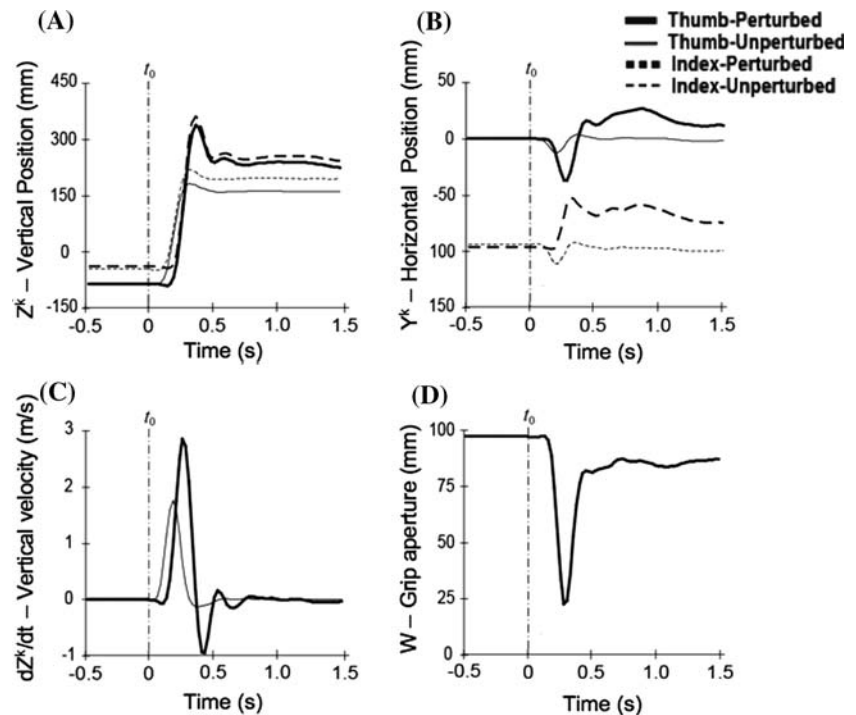 (A)
(B)
Thumb-Perturbed
Thumb-Unperturbed
Index-Perturbed
Index-Unperturbed
t0
450
300
150
0
-150
Z^k – Vertical Position (mm)
-0.5 0 0.5 1.0 1.5
Time (s)
t0
50
25
0
-50
100
150
Y^k – Horizontal Position (mm)
-0.5 0 0.5 1.0 1.5
Time (s)
(C)
(D)
t0
3
2
1
0
-1
dZ^k/dt – Vertical velocity (m/s)
-0.5 0 0.5 1.0 1.5
Time (s)
t0
100
75
50
25
0
W – Grip aperture (mm)
-0.5 0 0.5 1.0 1.5
Time (s)